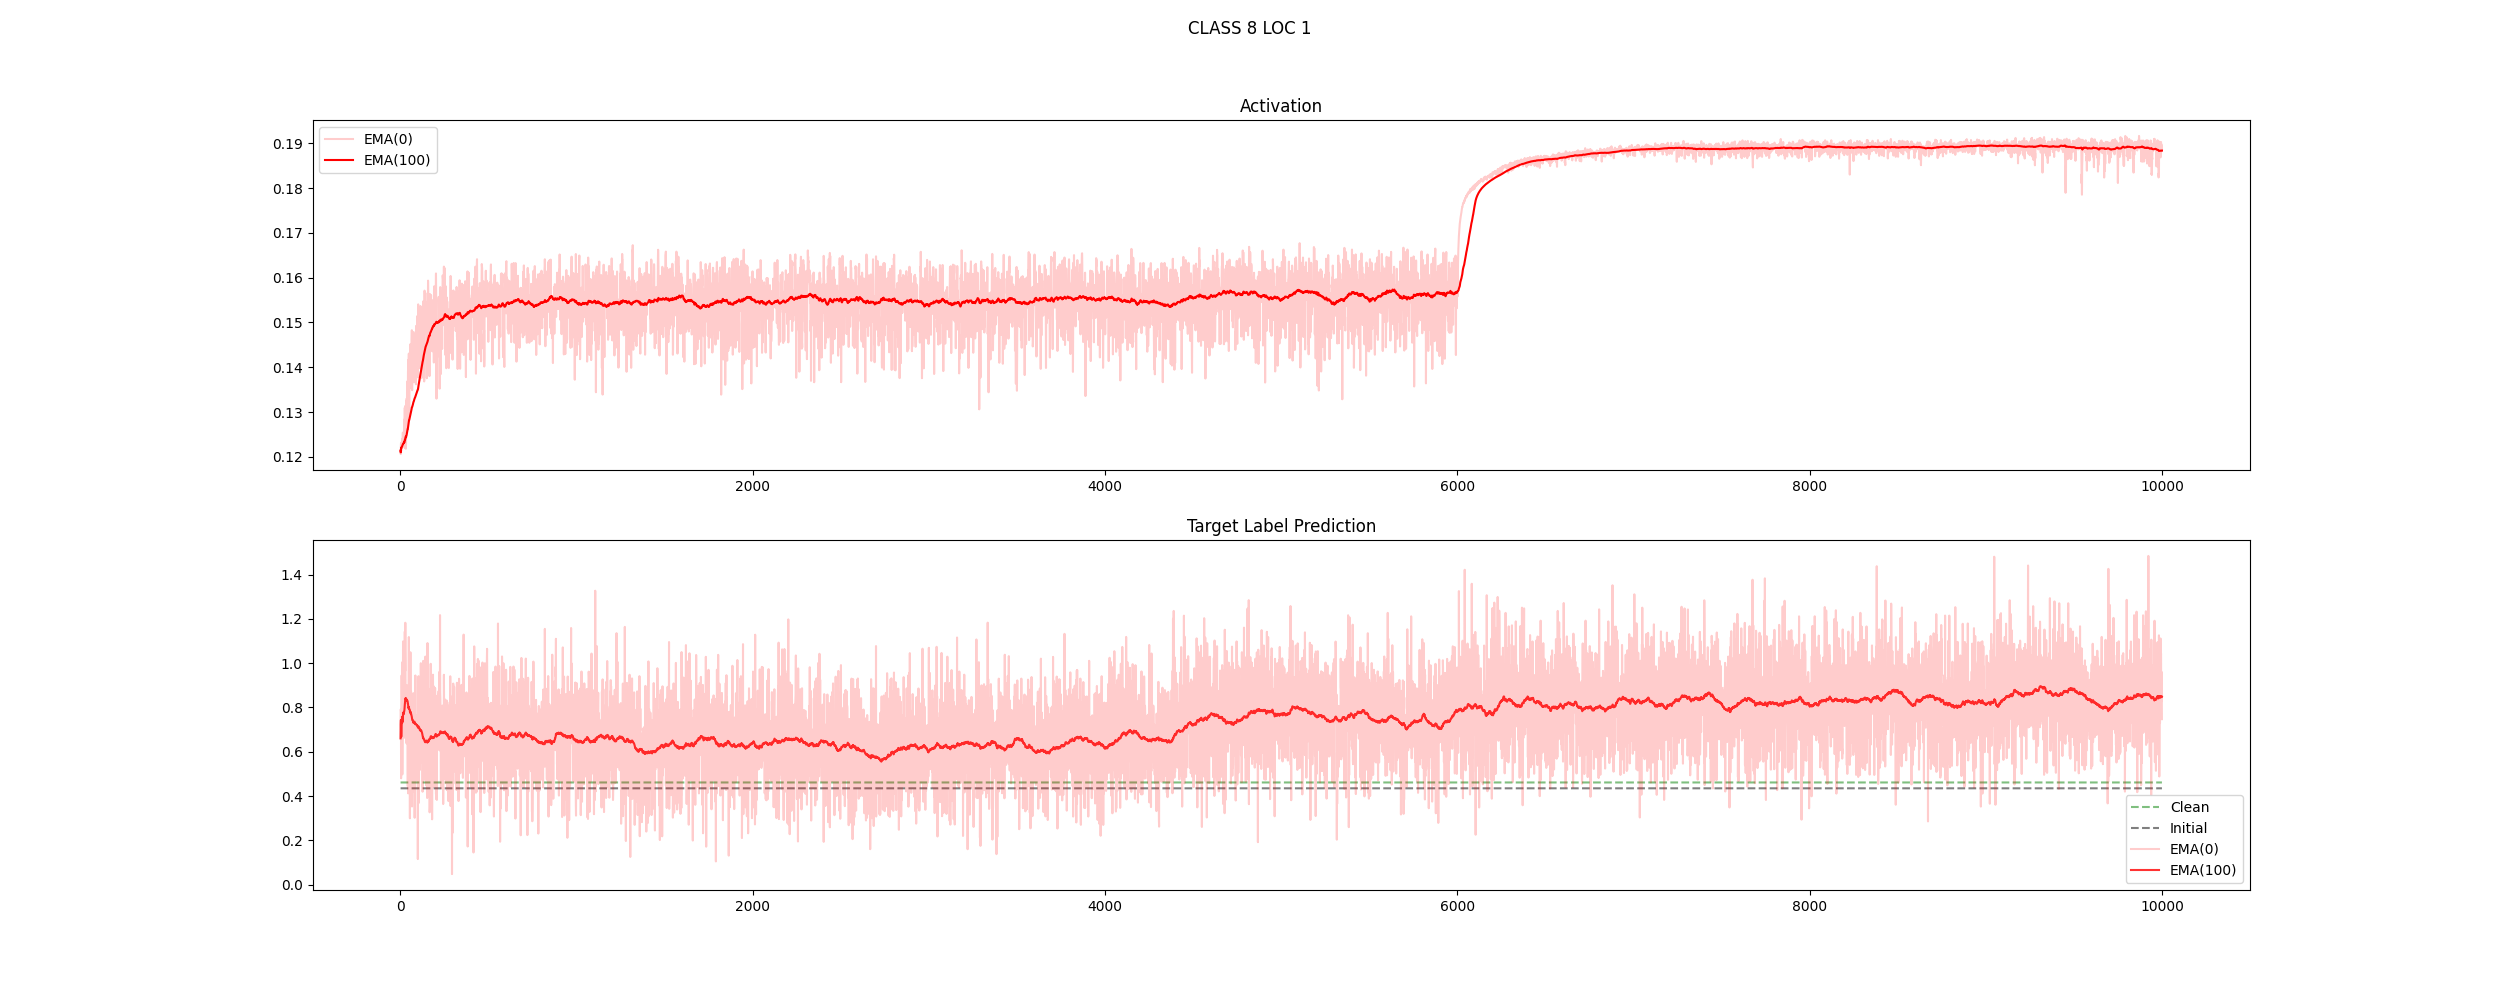 CLASS 8 LOC 1
Activation
EMA(0)
EMA(100)
0.19
0.18
0.17
0.16
0.15
0.14
0.13
0.12
0 2000 4000 6000 8000 10000
Target Label Prediction
1.4
1.2
1.0
0.8
0.6
0.4
0.2
0.0
Clean
Initial
EMA(0)
EMA(100)
0 2000 4000 6000 8000 10000